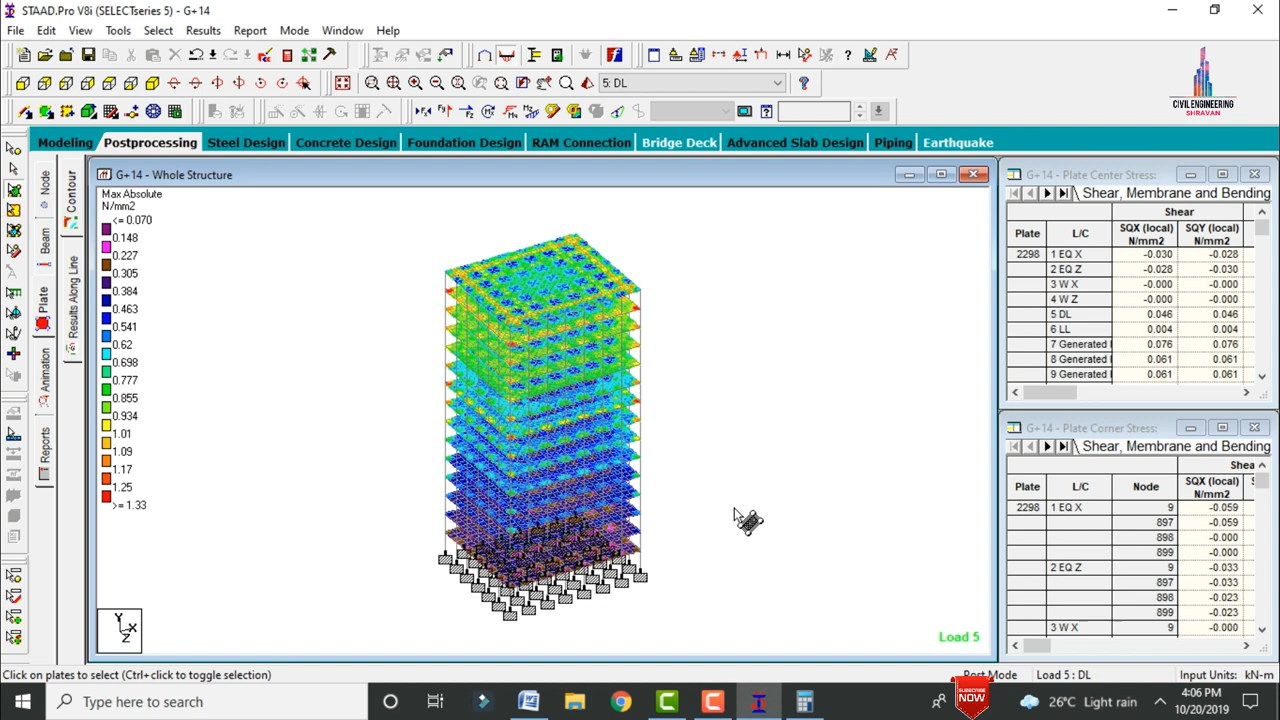 STAAD.Pro V8i (SELECTseries 5) - G+14
File Edit View Tools Select Results Report Mode Window Help
5: DL
CIVIL ENGINEERING
SHRAVAN
Modeling Postprocessing Steel Design Concrete Design Foundation Design RAM Connection Bridge Deck Advanced Slab Design Piping Earthquake
Node
Beam
Plate
Animation
Reports
Contour
Results Along Line
G+14 - Whole Structure
Max Absolute
N/mm2
<= 0.070
0.148
0.227
0.305
0.384
0.463
0.541
0.62
0.698
0.777
0.855
0.934
1.01
1.09
1.17
1.25
>= 1.33
Y
X
Z
Load 5
G+14 - Plate Center Stress:
Shear, Membrane and Bending
Shear
Plate L/C SQX (local) N/mm2 SQY (local) N/mm2
2298 1 EQ X -0.030 -0.028
2 EQ Z -0.028 -0.030
3 W X -0.000 -0.000
4 W Z -0.000 -0.000
5 DL 0.046 0.046
6 LL 0.004 0.004
7 Generated 0.076 0.076
8 Generated 0.061 0.061
9 Generated 0.061 0.061
G+14 - Plate Corner Stress:
Shear, Membrane and Bending
Shea
Plate L/C Node SQX (local) N/mm2
2298 1 EQ X 9 -0.059
897 -0.059
898 -0.000
899 -0.000
2 EQ Z 9 -0.033
897 -0.033
898 -0.023
899 -0.023
3 W X 9 -0.000
Click on plates to select (Ctrl+click to toggle selection)
Post Mode Load 5 : DL Input Units: kN-m
Type here to search
SUBSCRIBE
NOW
26°C Light rain
4:06 PM
10/20/2019